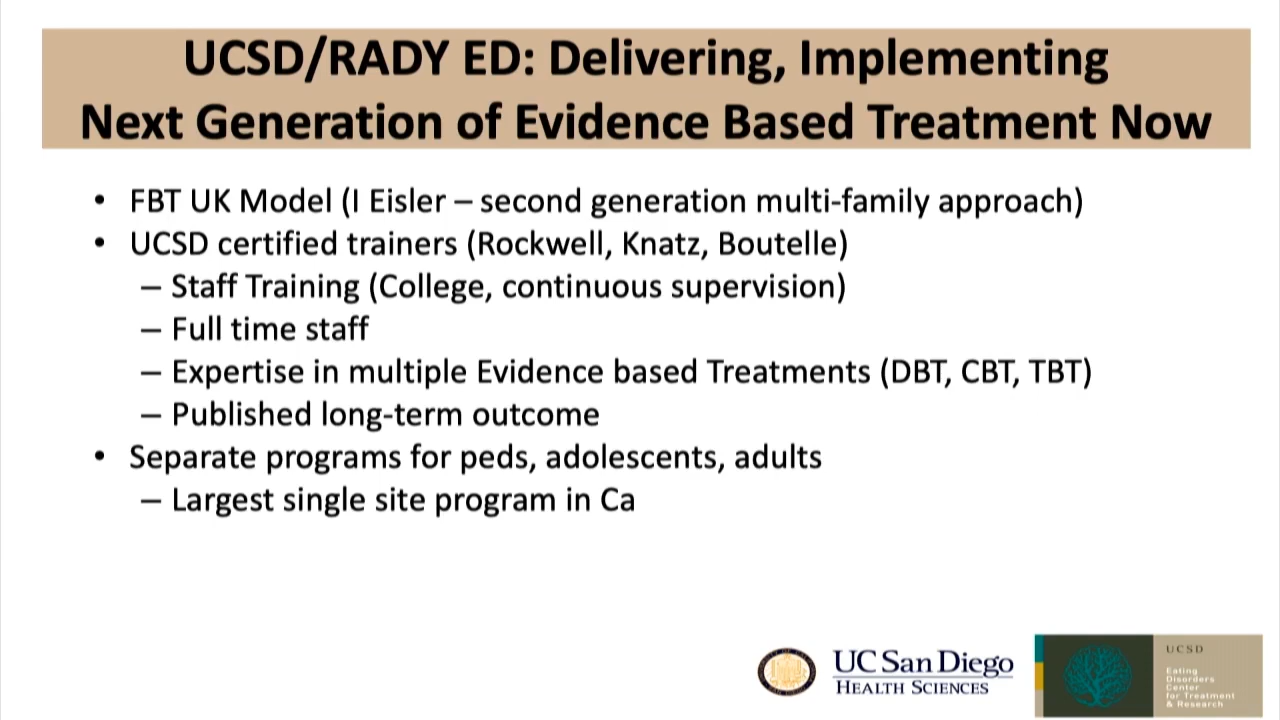 UCSD/RADY ED: Delivering, Implementing
Next Generation of Evidence Based Treatment Now
• FBT UK Model (I Eisler – second generation multi-family approach)
• UCSD certified trainers (Rockwell, Knatz, Boutelle)
– Staff Training (College, continuous supervision)
– Full time staff
– Expertise in multiple Evidence based Treatments (DBT, CBT, TBT)
– Published long-term outcome
• Separate programs for peds, adolescents, adults
– Largest single site program in Ca
UC San Diego
HEALTH SCIENCES
UCSD
Eating
Disorders
Center
for Treatment
& Research